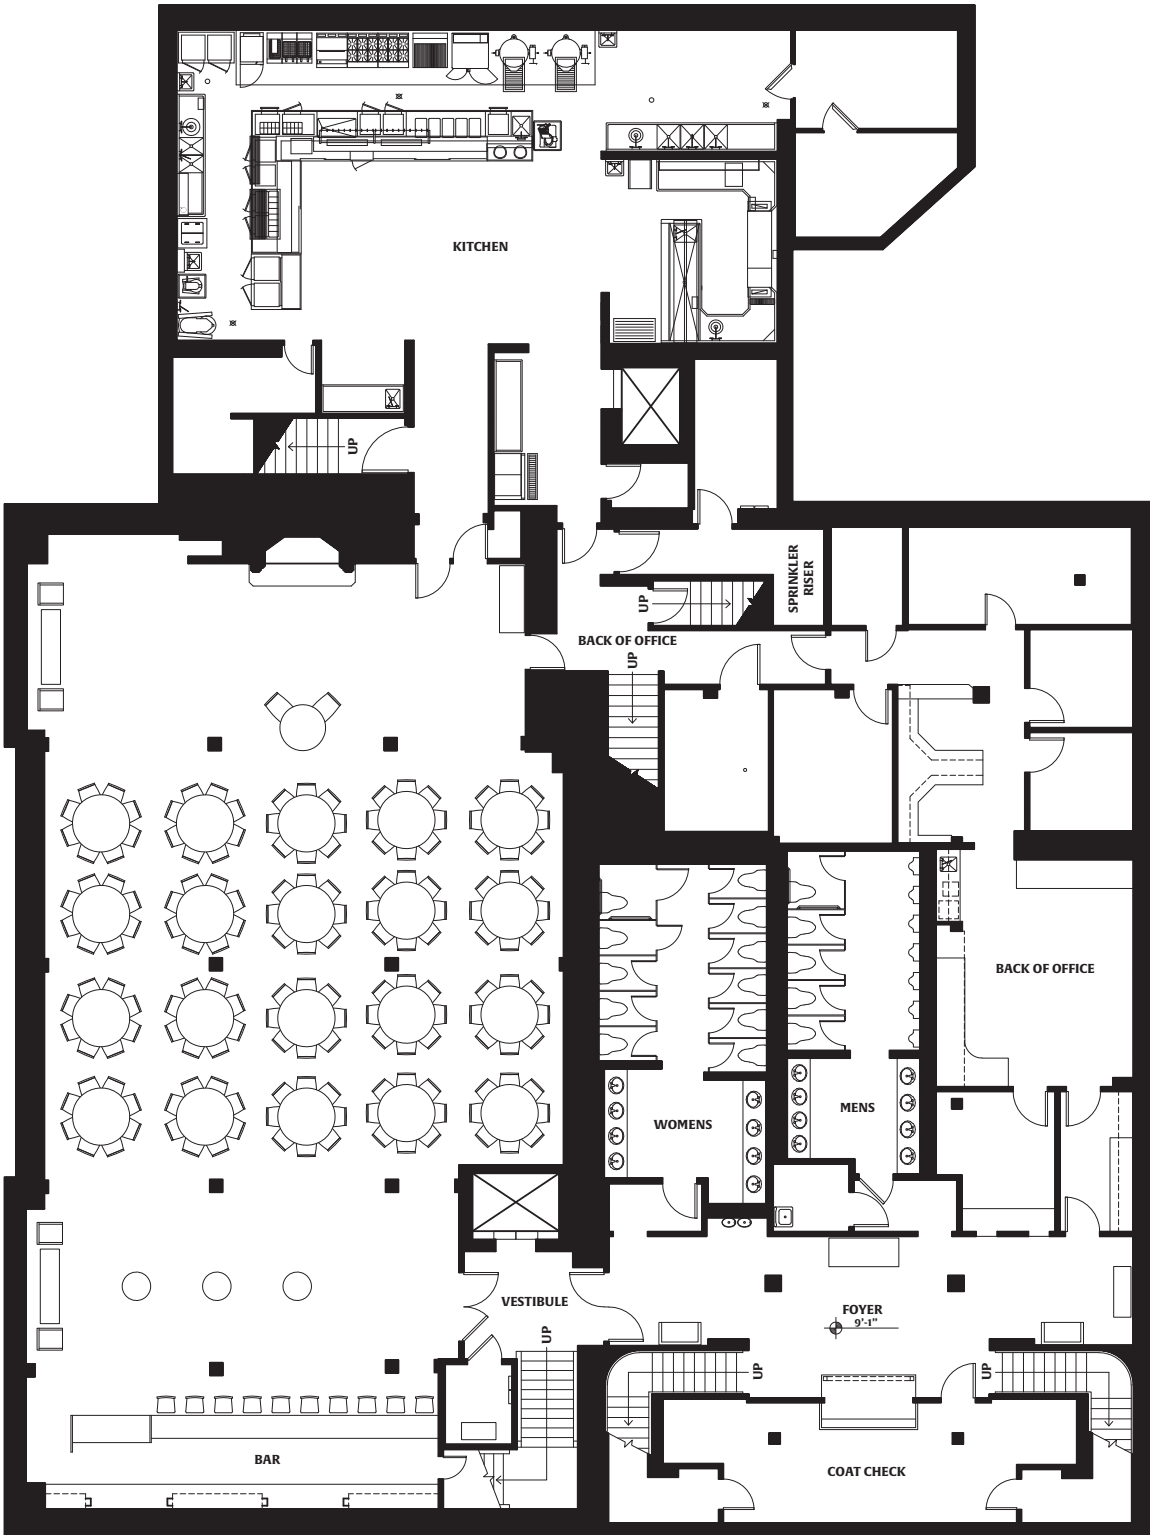 KITCHEN
UP
SPRINKLER
RISER
UP
BACK OF OFFICE
UP
BACK OF OFFICE
MENS
WOMENS
VESTIBULE
FOYER
9'-1"
UP
UP
UP
BAR
COAT CHECK